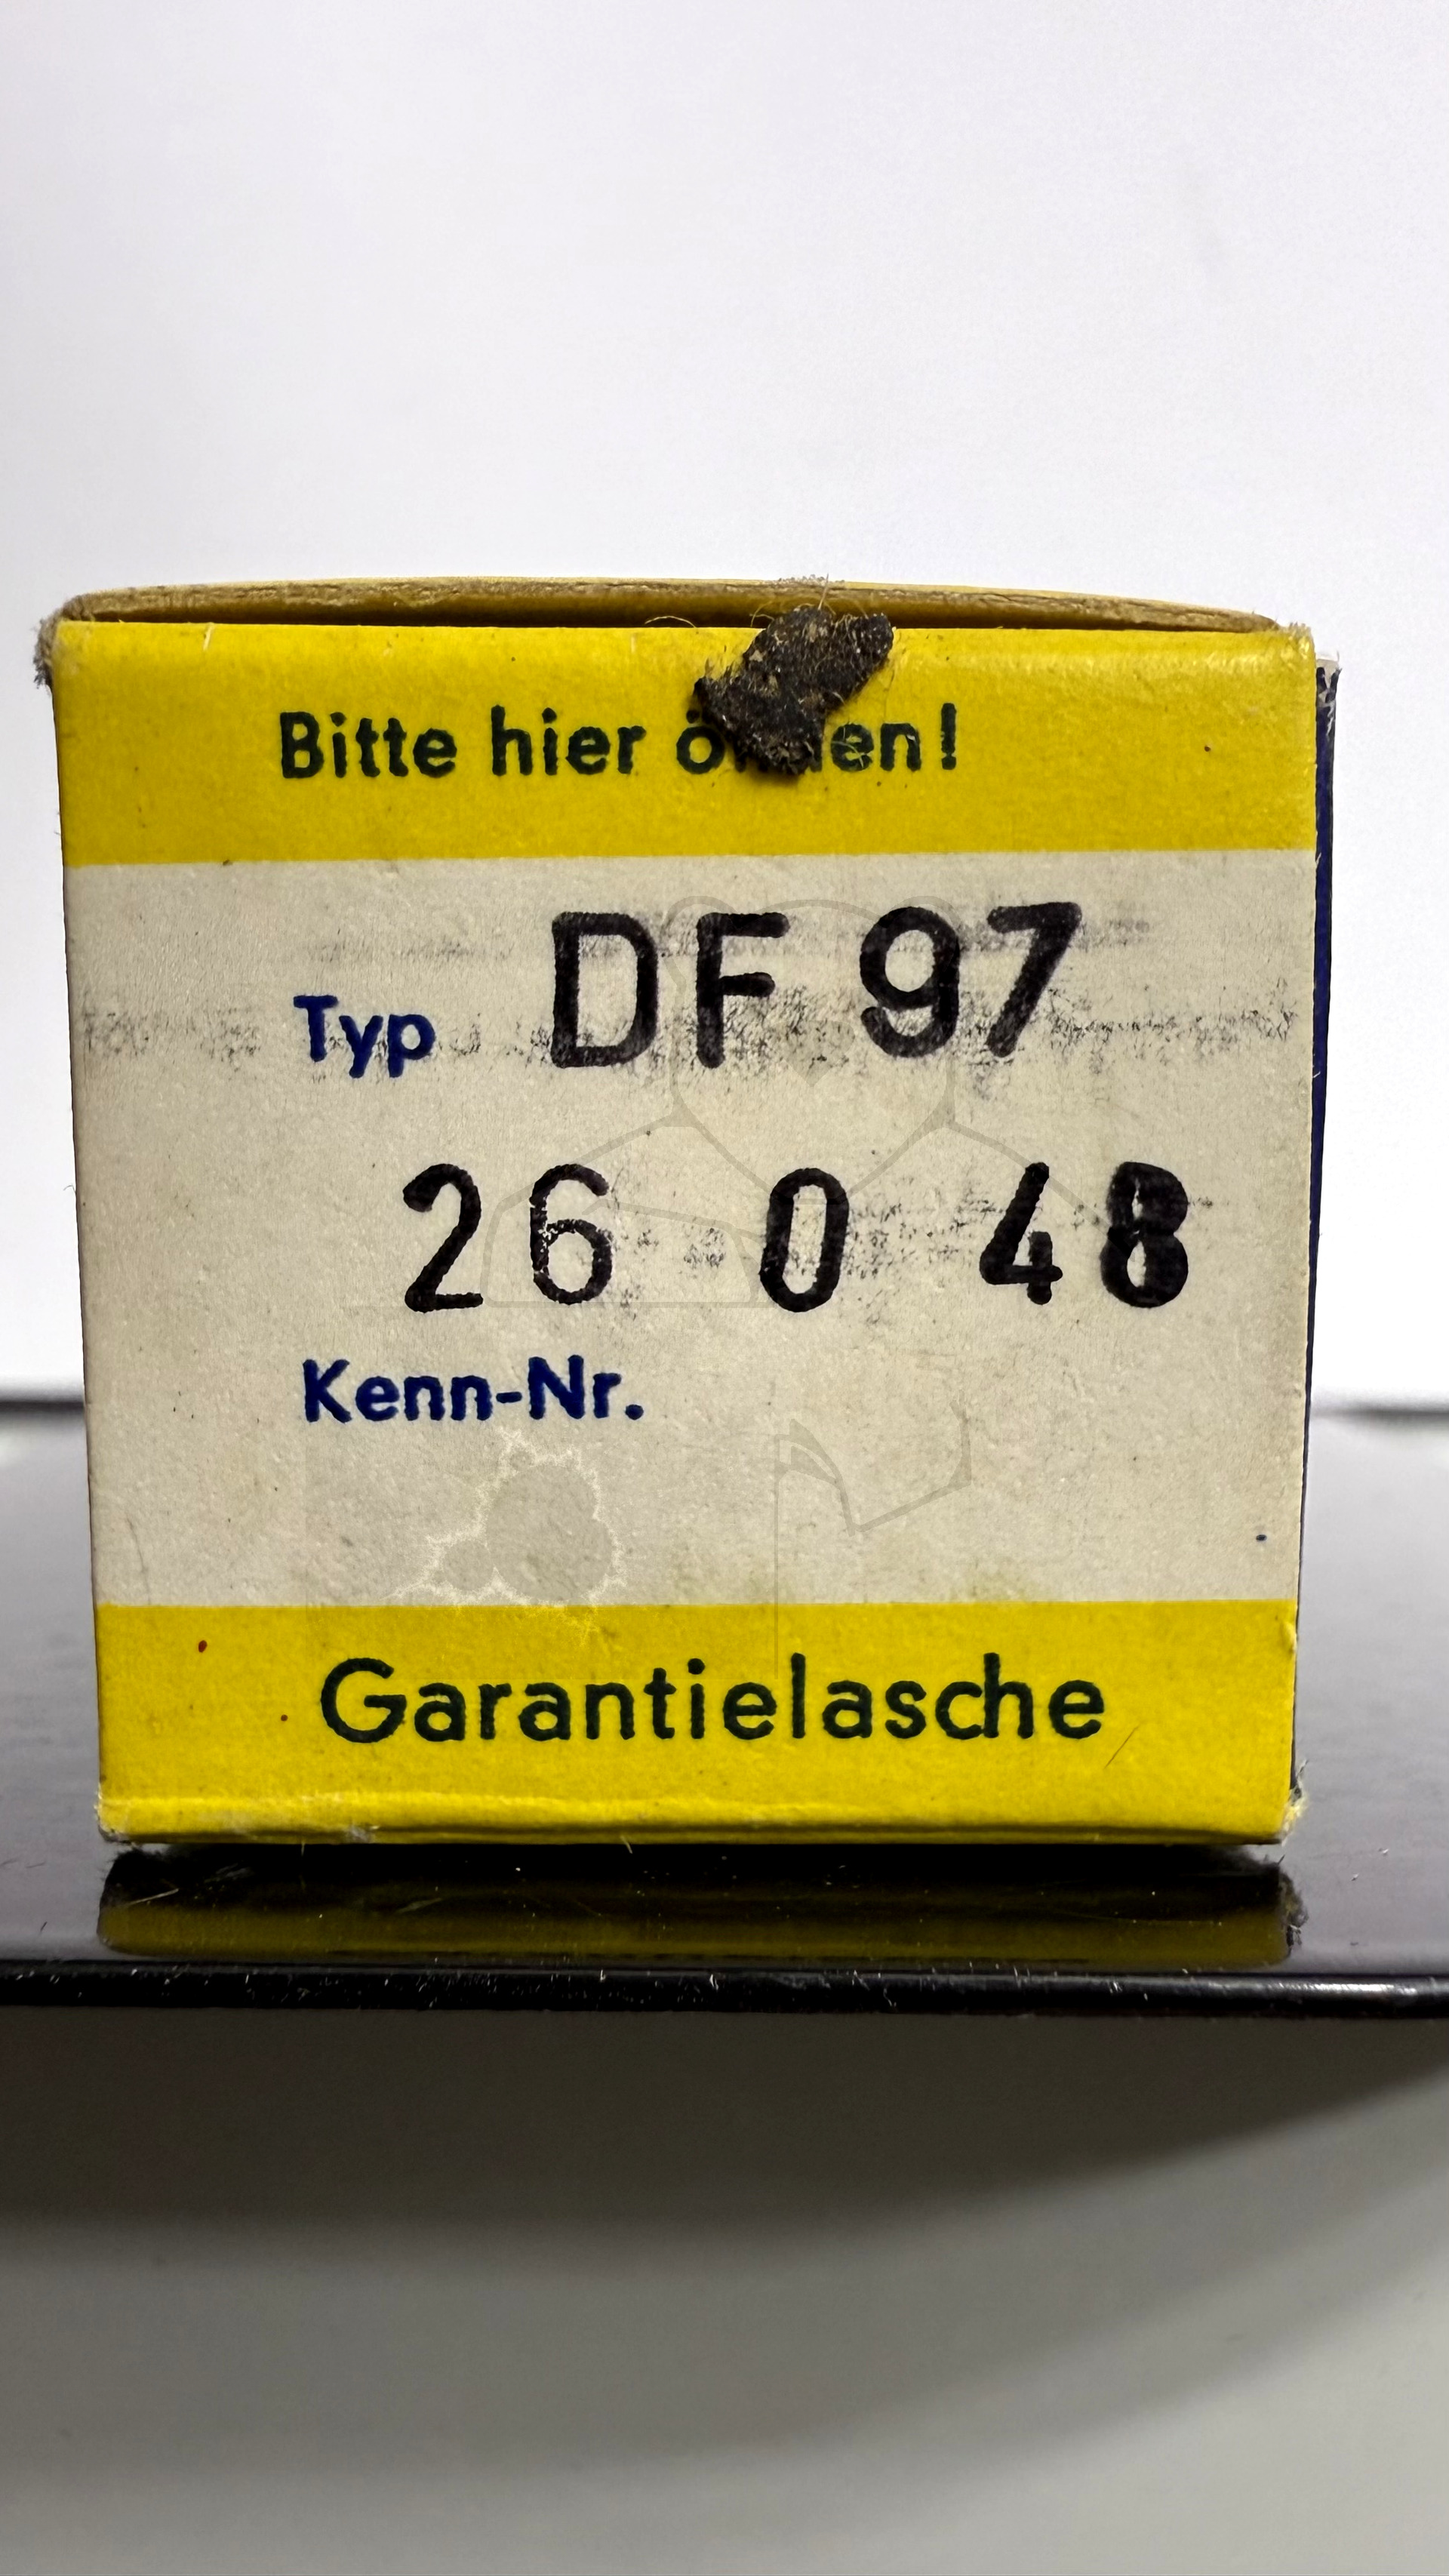 Bitte hier
Typ DF 97
26 0 48
Kenn-Nr.
Garantielasche